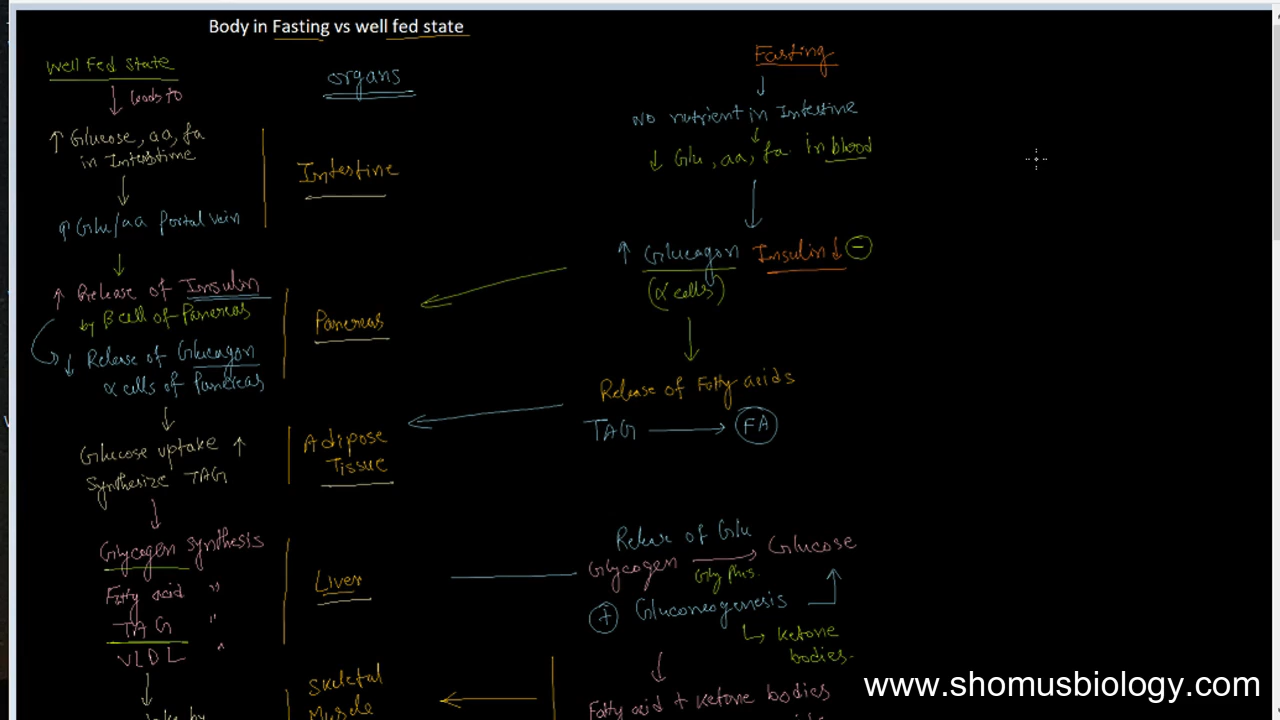 Body in Fasting vs well fed state
Well Fed State
leads to
↑ Glucose, aa, fa
in Intestine
↑ Glu/aa Portal vein
↑ Release of Insulin
by β cell of Pancreas
↓ Release of Glucagon
α cells of Pancreas
Glucose uptake ↑
Synthesize TAG
Glycogen synthesis
Fatty acid "
TAG "
VLDL "
organs
Intestine
Pancreas
Adipose
Tissue
Liver
Skeletal
Muscle
Fasting
No nutrient in Intestine
↓ Glu, aa, fa. in blood
↑ Glucagon Insulin ↓ −
(α cells)
Release of Fatty acids
TAG → FA
Release of Glu
Glycogen → Glucose
Gly phos.
+ Gluconeogenesis
↳ Ketone
bodies.
Fatty acid + ketone bodies
www.shomusbiology.com